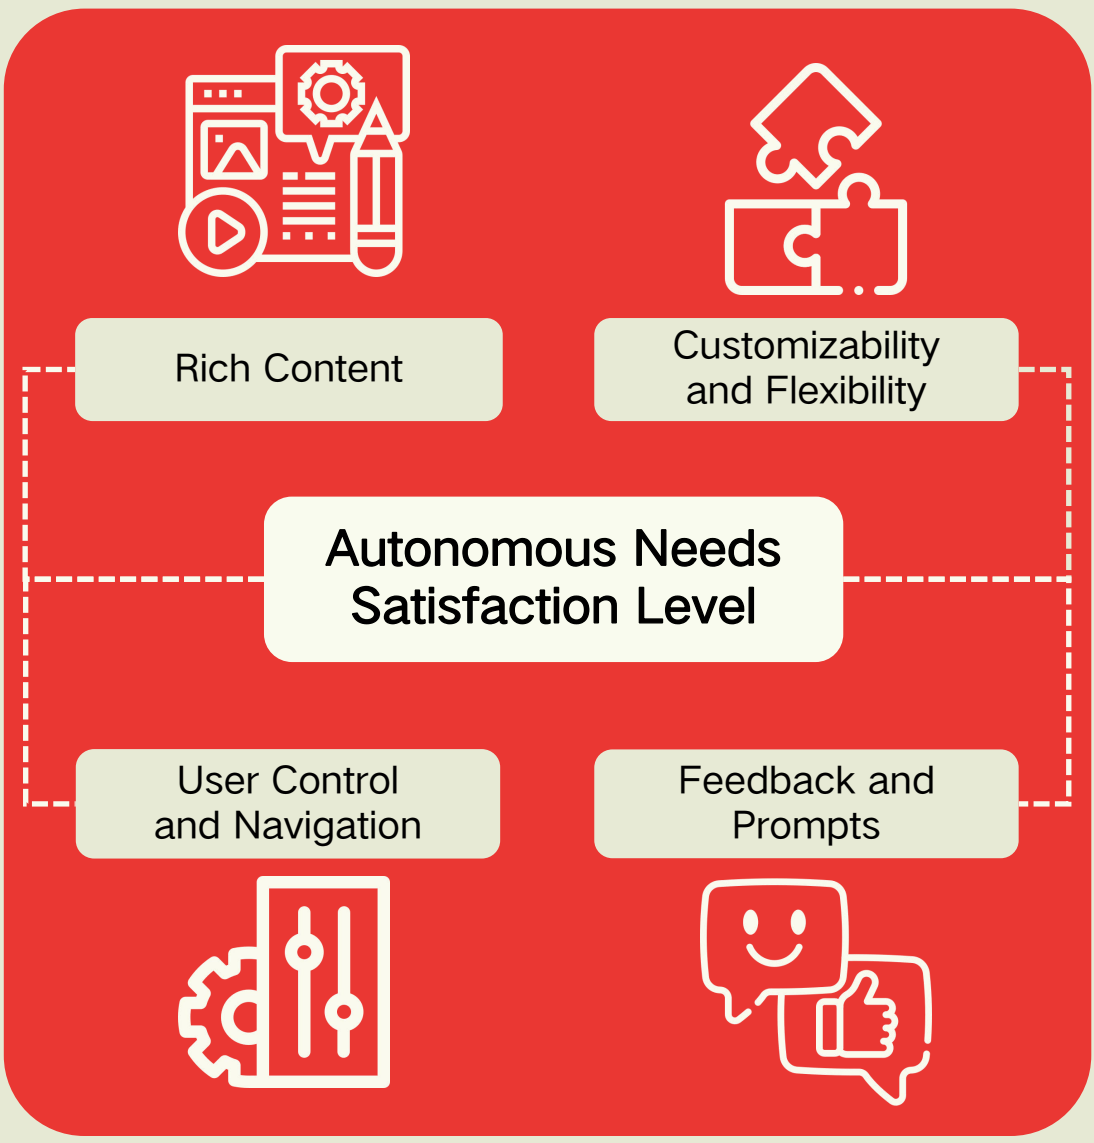 Rich Content
Customizability
and Flexibility
Autonomous Needs
Satisfaction Level
User Control
and Navigation
Feedback and
Prompts